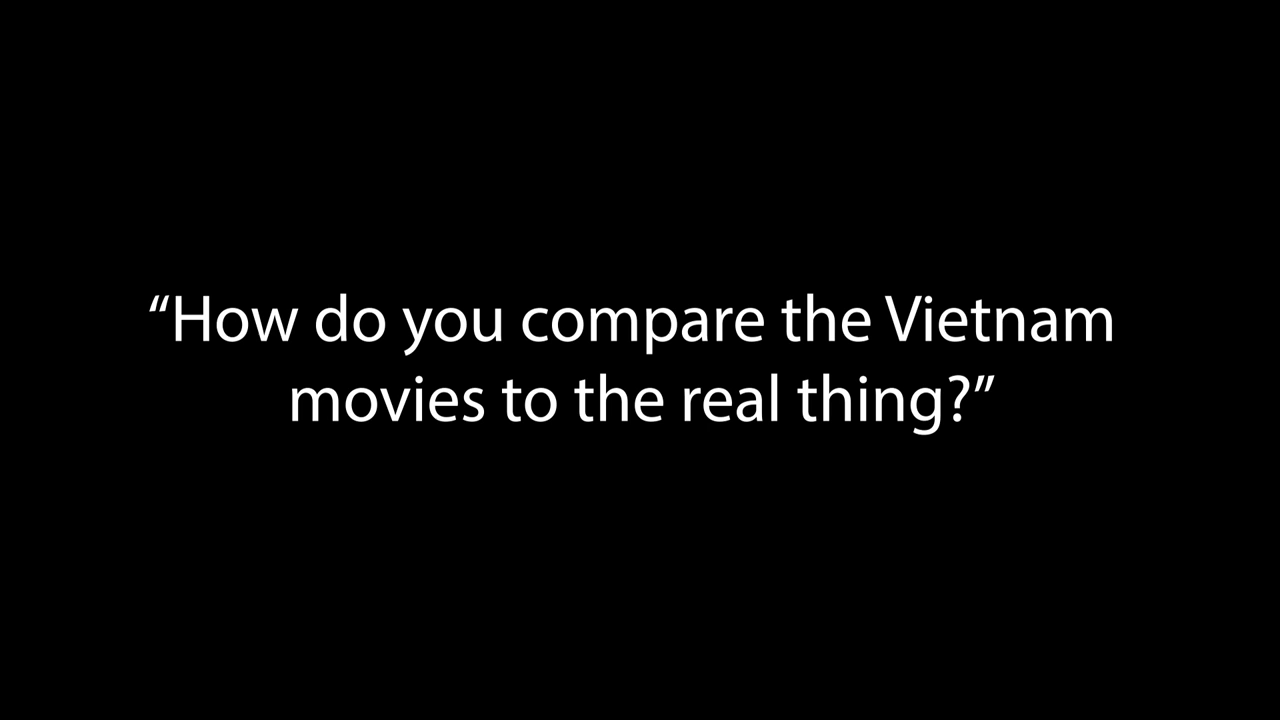 “How do you compare the Vietnam
movies to the real thing?”